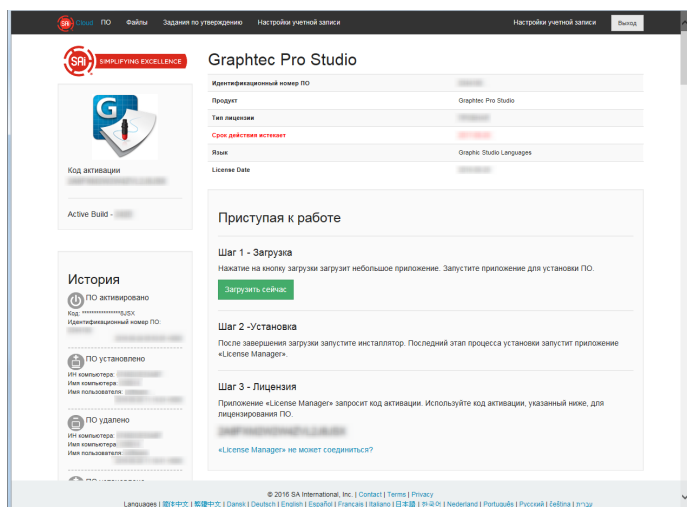 SAi Cloud ПО Файлы Задания по утверждению Настройки учетной записи Настройки учетной записи Выход
SAi SIMPLIFYING EXCELLENCE
Graphtec Pro Studio
Идентификационный номер ПО
Продукт Graphtec Pro Studio
Тип лицензии
Срок действия истекает
Язык Graphic Studio Languages
License Date
G
Код активации
Active Build -
История
ПО активировано
Код: ****************8JSX
Идентификационный номер ПО:
ПО установлено
ИН компьютера:
Имя компьютера:
Имя пользователя:
ПО удалено
ИН компьютера:
Имя компьютера:
Имя пользователя:
ПО установлено
Приступая к работе
Шаг 1 - Загрузка
Нажатие на кнопку загрузки загрузит небольшое приложение. Запустите приложение для установки ПО.
Загрузить сейчас
Шаг 2 -Установка
После завершения загрузки запустите инсталлятор. Последний этап процесса установки запустит приложение
«License Manager».
Шаг 3 - Лицензия
Приложение «License Manager» запросит код активации. Используйте код активации, указанный ниже, для
лицензирования ПО.
«License Manager» не может соединиться?
© 2016 SA International, Inc. | Contact | Terms | Privacy
Languages | 简体中文 | 繁體中文 | Dansk | Deutsch | English | Español | Français | Italiano | 日本語 | 한국어 | Nederland | Português | Русский | čeština | עברית